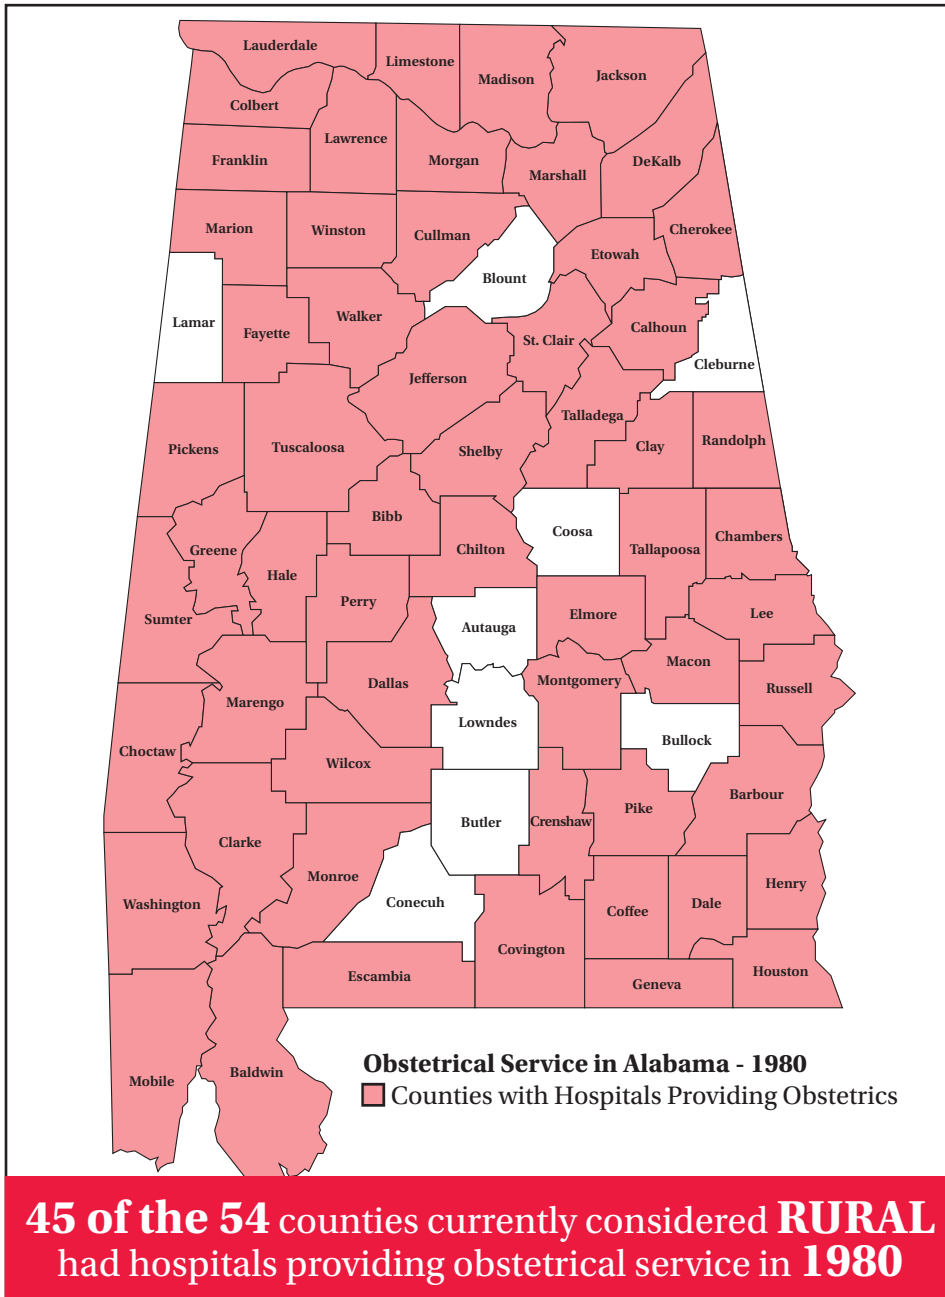 Lauderdale
Limestone
Madison
Jackson
Colbert
Lawrence
Franklin
Morgan
Marshall
DeKalb
Marion
Winston
Cullman
Cherokee
Etowah
Blount
Lamar
Fayette
Walker
St. Clair
Calhoun
Cleburne
Jefferson
Talladega
Pickens
Tuscaloosa
Shelby
Clay
Randolph
Bibb
Coosa
Chambers
Greene
Chilton
Tallapoosa
Hale
Perry
Sumter
Autauga
Elmore
Lee
Macon
Dallas
Montgomery
Russell
Marengo
Lowndes
Bullock
Choctaw
Wilcox
Barbour
Pike
Butler
Crenshaw
Clarke
Monroe
Henry
Washington
Conecuh
Coffee
Dale
Covington
Escambia
Geneva
Houston
Mobile
Baldwin
Obstetrical Service in Alabama - 1980
Counties with Hospitals Providing Obstetrics
45 of the 54 counties currently considered RURAL
had hospitals providing obstetrical service in 1980